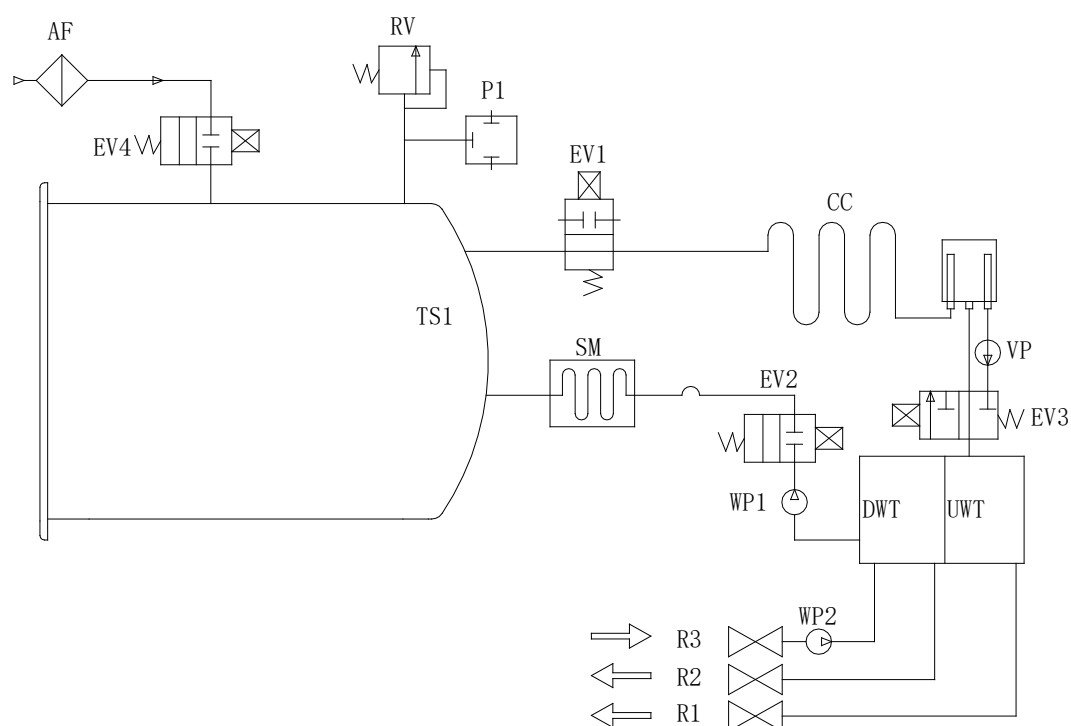 AF
RV
P1
EV4
EV1
CC
TS1
SM
VP
EV2
EV3
WP1
DWT
UWT
WP2
R3
R2
R1